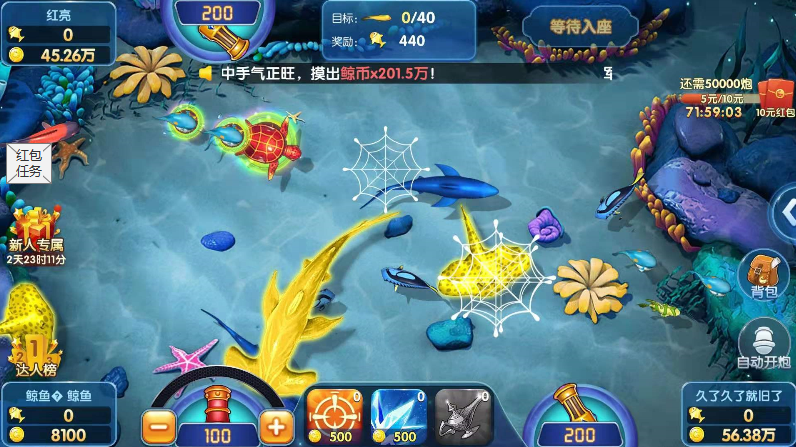 红亮
0
45.26万
200
目标: 0/40
奖励: 440
等待入座
中手气正旺，摸出鲸币x201.5万!
还需50000炮
5元/10元
71:59:03
10元红包
红包
任务
新人专属
2天23时11分
背包
达人榜
自动开炮
鲸鱼� 鲸鱼
0
8100
100
0
500
0
500
0
200
久了久了就旧了
0
56.38万